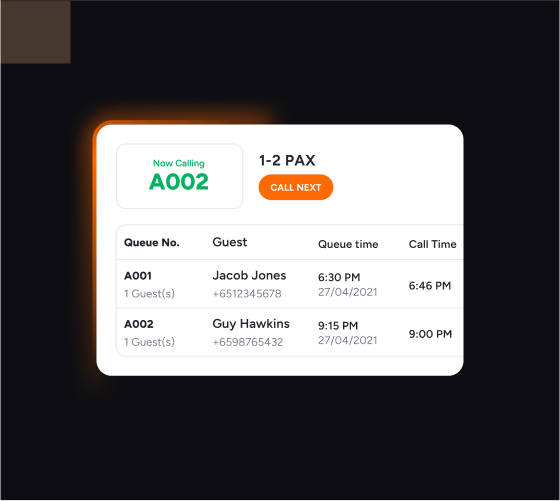 Now Calling
A002
1-2 PAX
CALL NEXT
Queue No. Guest Queue time Call Time
A001 Jacob Jones 6:30 PM 6:46 PM
1 Guest(s) +6512345678 27/04/2021
A002 Guy Hawkins 9:15 PM 9:00 PM
1 Guest(s) +6598765432 27/04/2021